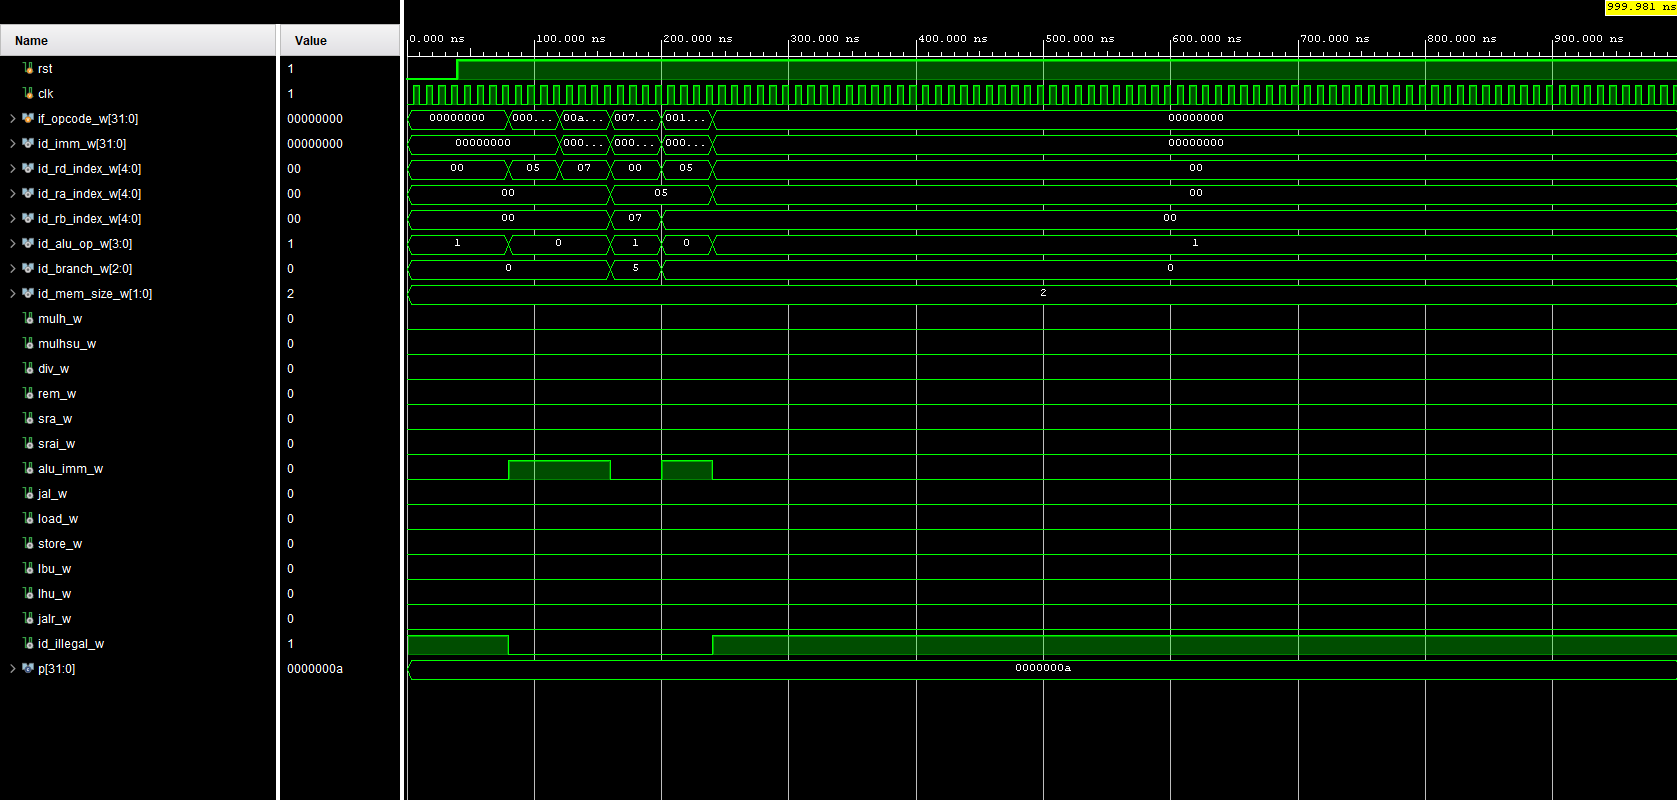 999.981 ns
Name Value
0.000 ns 100.000 ns 200.000 ns 300.000 ns 400.000 ns 500.000 ns 600.000 ns 700.000 ns 800.000 ns 900.000 ns
rst 1
clk 1
if_opcode_w[31:0] 00000000 00000000 000... 00a... 007... 001... 00000000
id_imm_w[31:0] 00000000 00000000 000... 000... 000... 00000000
id_rd_index_w[4:0] 00 00 05 07 00 05 00
id_ra_index_w[4:0] 00 00 05 00
id_rb_index_w[4:0] 00 00 07 00
id_alu_op_w[3:0] 1 1 0 1 0 1
id_branch_w[2:0] 0 0 5 0
id_mem_size_w[1:0] 2 2
mulh_w 0
mulhsu_w 0
div_w 0
rem_w 0
sra_w 0
srai_w 0
alu_imm_w 0
jal_w 0
load_w 0
store_w 0
lbu_w 0
lhu_w 0
jalr_w 0
id_illegal_w 1
p[31:0] 0000000a 0000000a